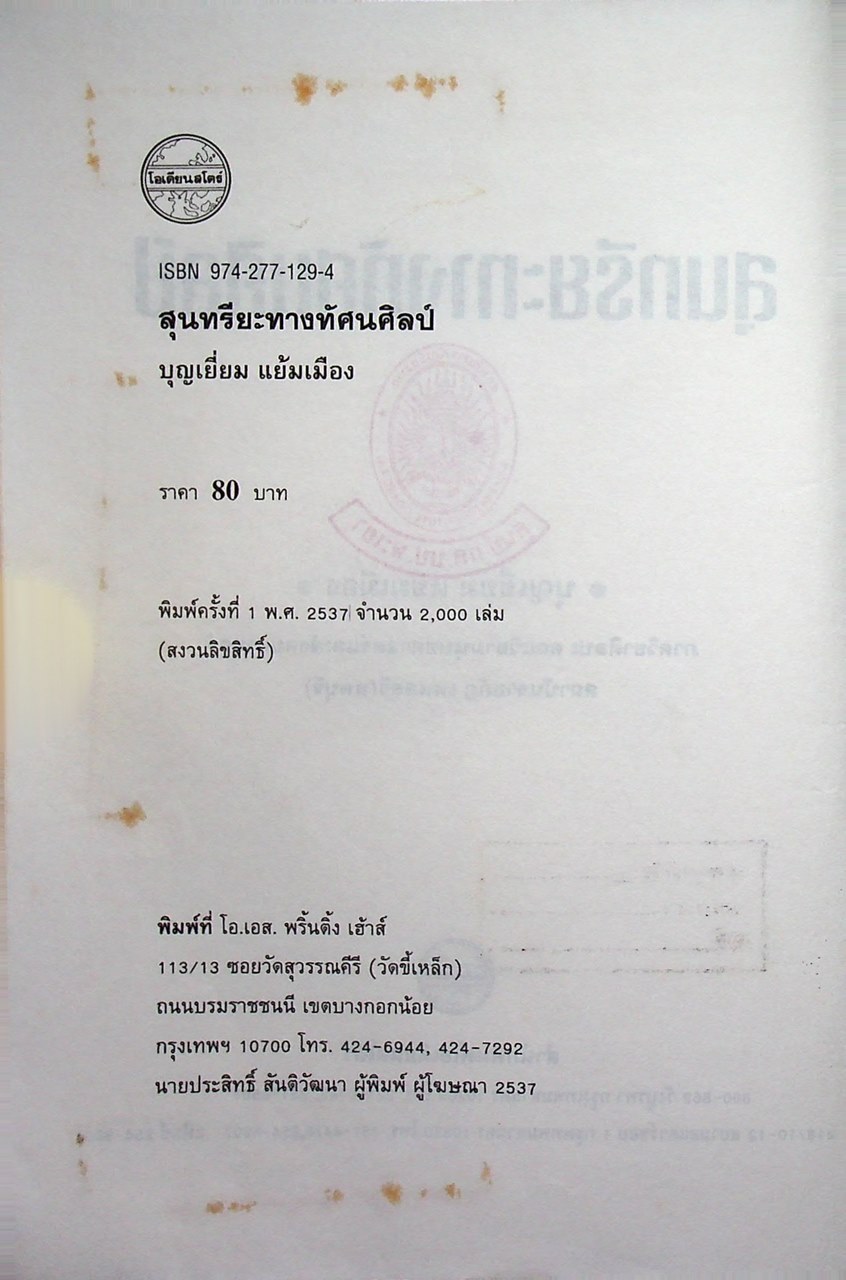 โอเดียนสโตร์
ISBN 974-277-129-4
สุนทรียะทางทัศนศิลป์
บุญเยี่ยม แย้มเมือง
ราคา 80 บาท
พิมพ์ครั้งที่ 1 พ.ศ. 2537 จำนวน 2,000 เล่ม
(สงวนลิขสิทธิ์)
พิมพ์ที่ โอ.เอส. พริ้นติ้ง เฮ้าส์
113/13 ซอยวัดสุวรรณคีรี (วัดขี้เหล็ก)
ถนนบรมราชชนนี เขตบางกอกน้อย
กรุงเทพฯ 10700 โทร. 424-6944, 424-7292
นายประสิทธิ์ สันติวัฒนา ผู้พิมพ์ ผู้โฆษณา 2537